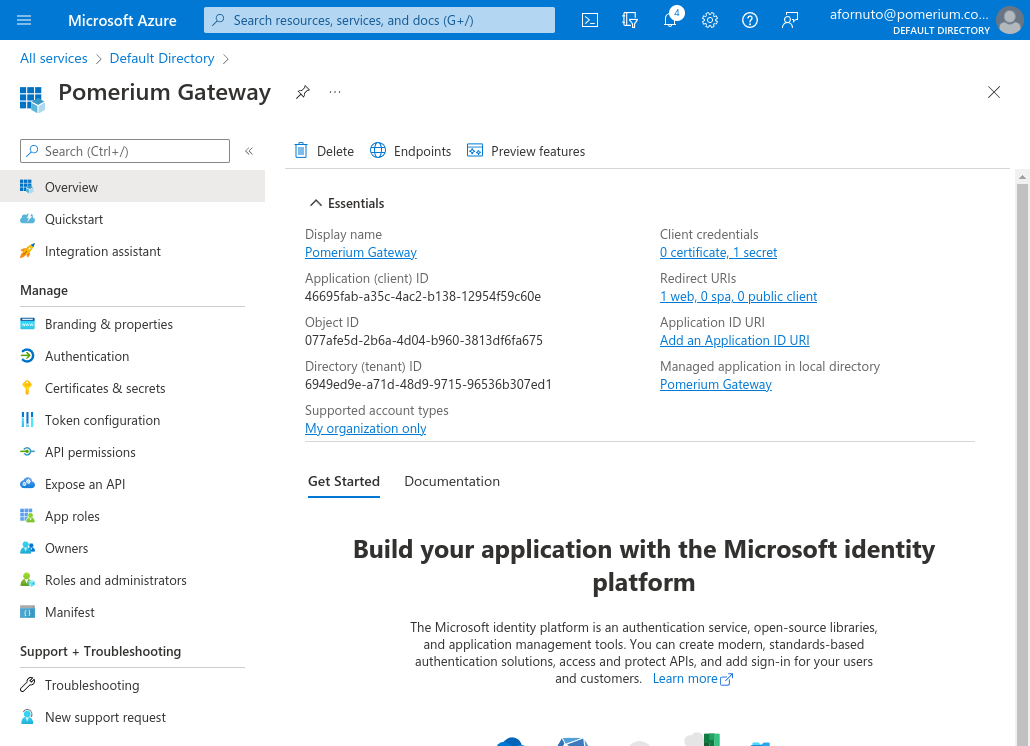 Microsoft Azure
Search resources, services, and docs (G+/)
4
afornuto@pomerium.co...
DEFAULT DIRECTORY
All services > Default Directory >
Pomerium Gateway
...
Search (Ctrl+/)
«
Overview
Quickstart
Integration assistant
Manage
Branding & properties
Authentication
Certificates & secrets
Token configuration
API permissions
Expose an API
App roles
Owners
Roles and administrators
Manifest
Support + Troubleshooting
Troubleshooting
New support request
Delete
Endpoints
Preview features
Essentials
Display name
Pomerium Gateway
Application (client) ID
46695fab-a35c-4ac2-b138-12954f59c60e
Object ID
077afe5d-2b6a-4d04-b960-3813df6fa675
Directory (tenant) ID
6949ed9e-a71d-48d9-9715-96536b307ed1
Supported account types
My organization only
Client credentials
0 certificate, 1 secret
Redirect URIs
1 web, 0 spa, 0 public client
Application ID URI
Add an Application ID URI
Managed application in local directory
Pomerium Gateway
Get Started
Documentation
Build your application with the Microsoft identity
platform
The Microsoft identity platform is an authentication service, open-source libraries,
and application management tools. You can create modern, standards-based
authentication solutions, access and protect APIs, and add sign-in for your users
and customers. Learn more